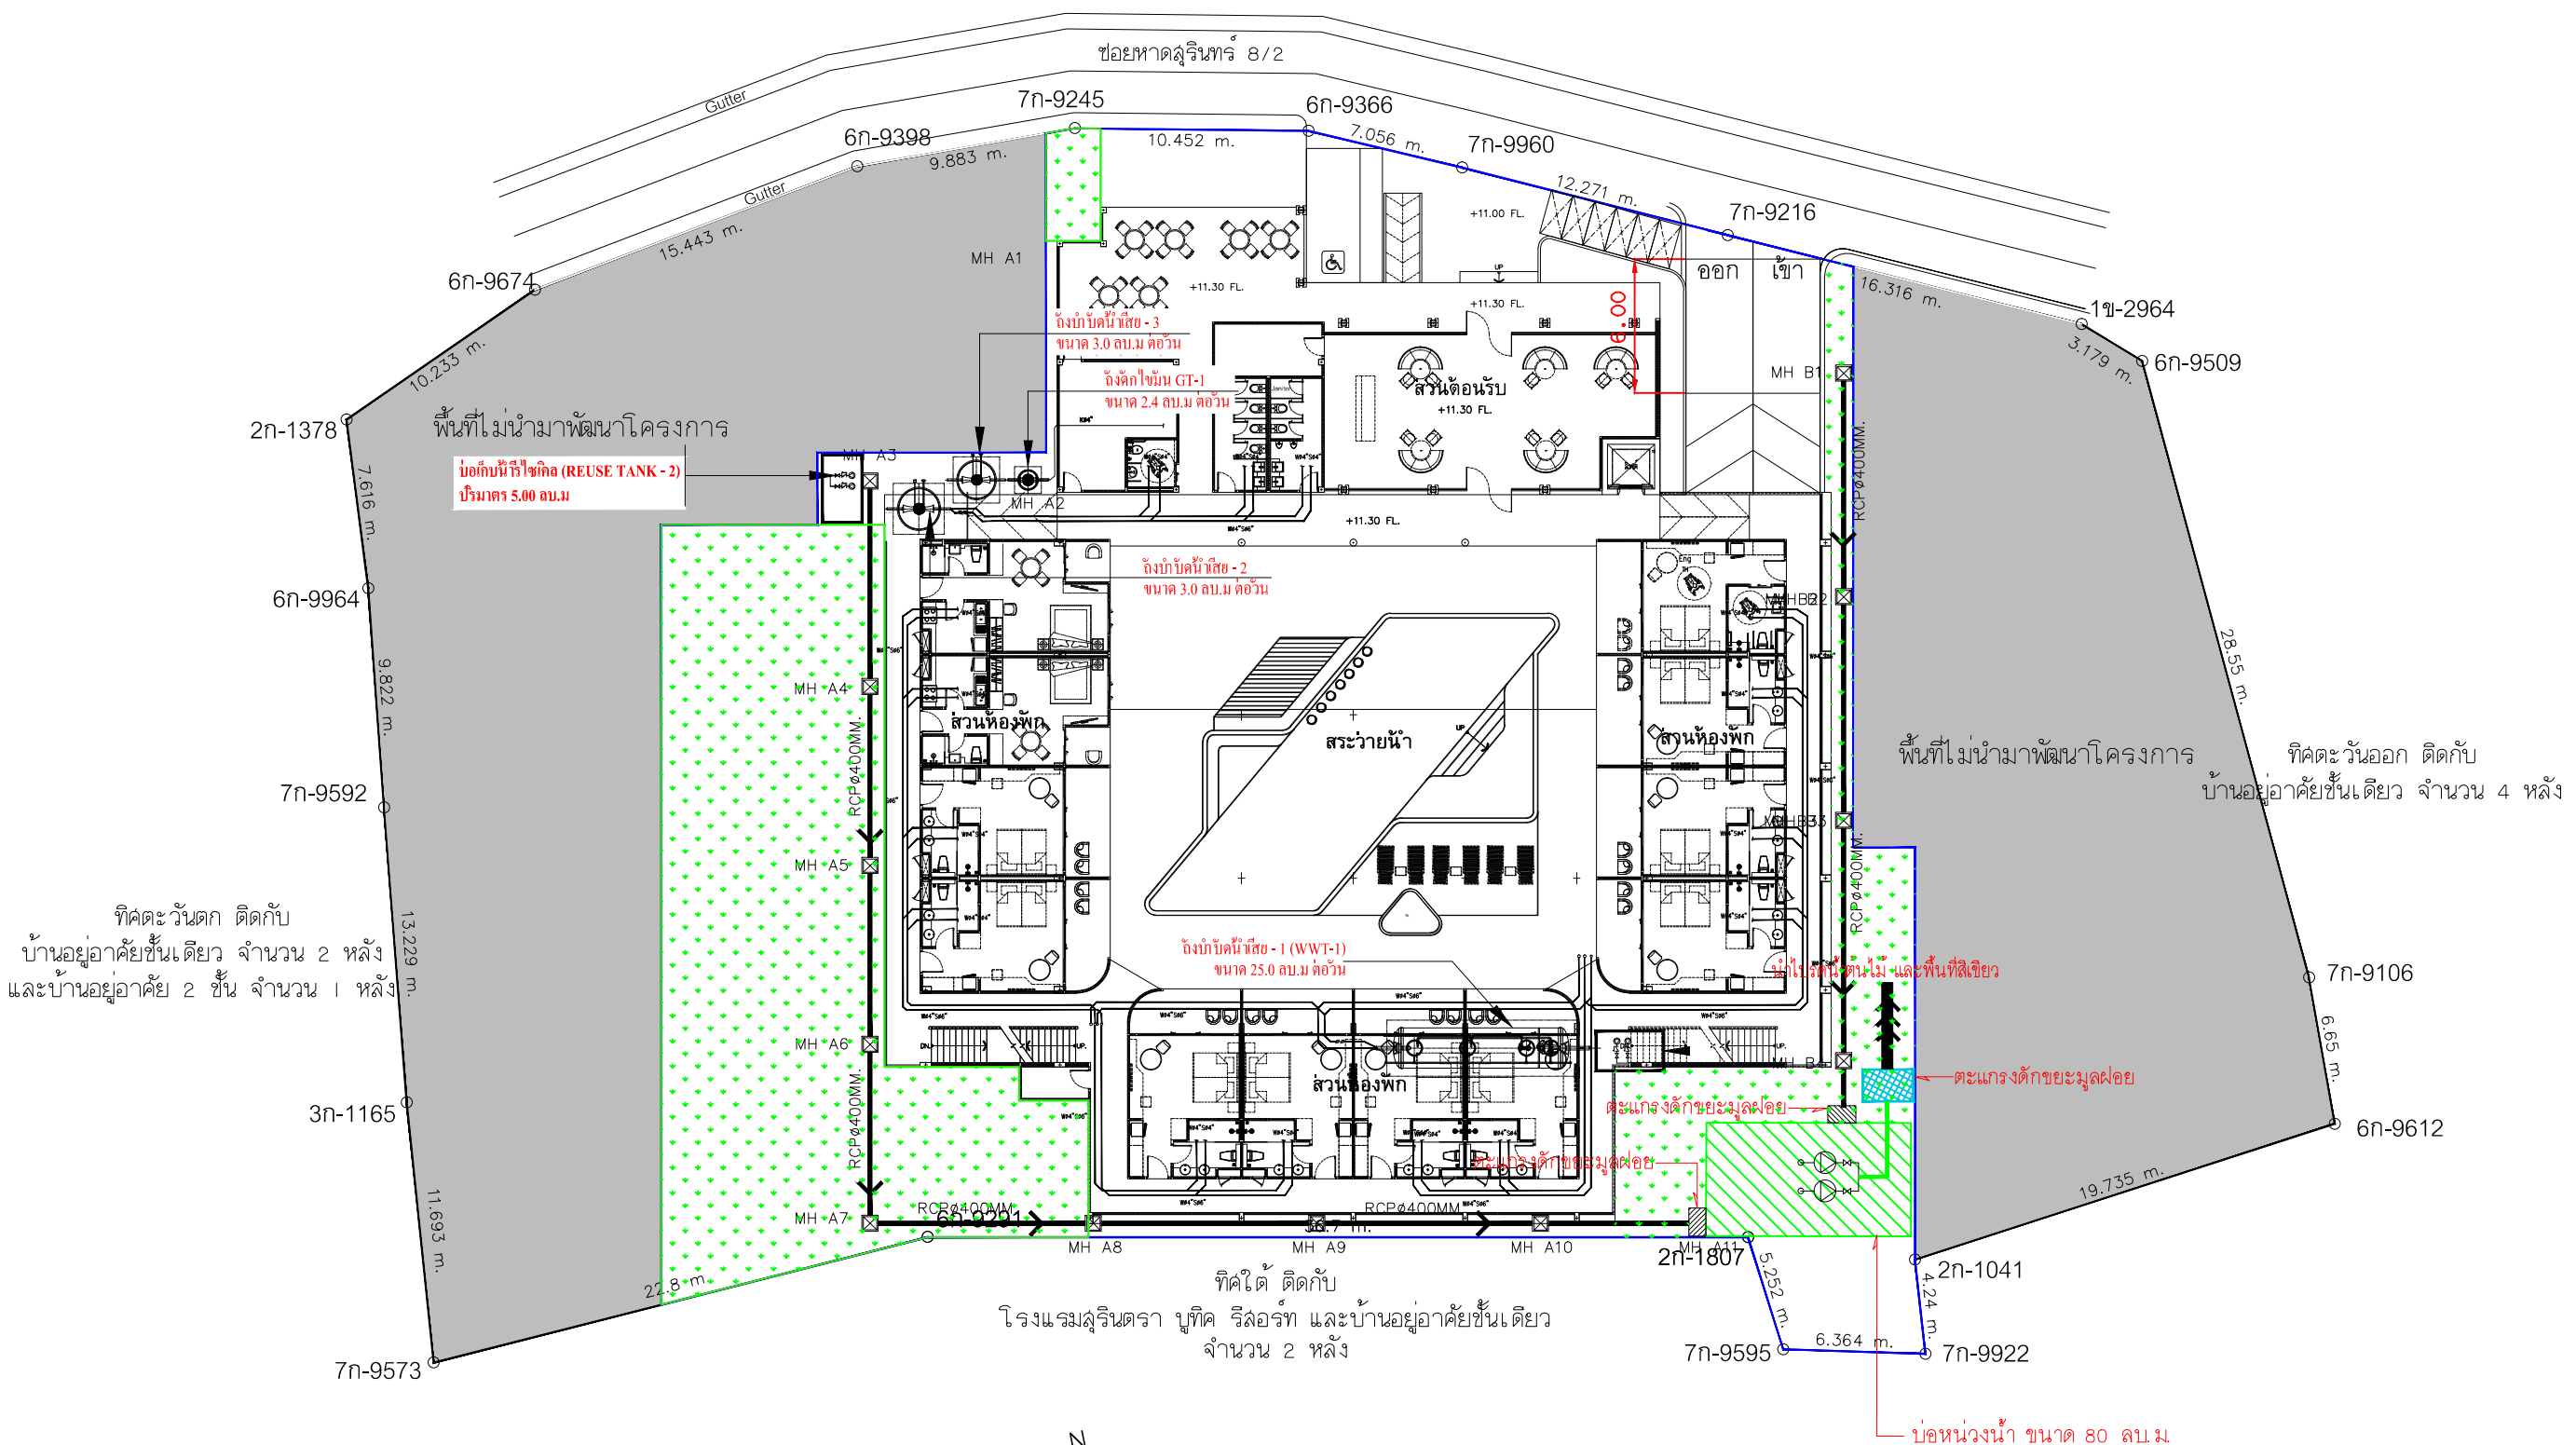 ซอยหาดสุรินทร์ 8/2
Gutter
7ก-9245
6ก-9366
6ก-9398
9.883 m.
10.452 m.
7.056 m.
7ก-9960
12.271 m.
7ก-9216
Gutter
15.443 m.
+11.00 FL.
MH A1
6ก-9674
+11.30 FL.
UP
+11.30 FL.
ออก
เข้า
16.316 m.
1ข-2964
6.00
3.179 m.
6ก-9509
10.233 m.
ถังบำบัดน้ำเสีย - 3
ขนาด 3.0 ลบ.ม ต่อวัน
ถังดักไขมัน GT-1
ขนาด 2.4 ลบ.ม ต่อวัน
ส่วนต้อนรับ
+11.30 FL.
MH B1
2ก-1378
พื้นที่ไม่นำมาพัฒนาโครงการ
MH A3
บ่อเก็บน้ำรีไซเกิล (REUSE TANK - 2)
ปริมาตร 5.00 ลบ.ม
MH A2
+11.30 FL.
RCPø400MM.
7.616 m.
ถังบำบัดน้ำเสีย - 2
ขนาด 3.0 ลบ.ม ต่อวัน
6ก-9964
28.55 m.
9.822 m.
MH A4
ส่วนห้องพัก
สระว่ายน้ำ
UP
ส่วนห้องพัก
RCPø400MM.
พื้นที่ไม่นำมาพัฒนาโครงการ
ทิศตะวันออก ติดกับ
บ้านอยู่อาศัยชั้นเดียว จำนวน 4 หลัง
7ก-9592
MH A5
RCPø400MM.
ทิศตะวันตก ติดกับ
บ้านอยู่อาศัยชั้นเดียว จำนวน 2 หลัง
และบ้านอยู่อาศัย 2 ชั้น จำนวน 1 หลัง
13.229 m.
ถังบำบัดน้ำเสีย - 1 (WWT-1)
ขนาด 25.0 ลบ.ม ต่อวัน
นำไปรดน้ำต้นไม้ และพื้นที่สีเขียว
7ก-9106
6.65 m.
MH A6
DN.
UP.
UP.
MH B4
ส่วนห้องพัก
ตะแกรงดักขยะมูลฝอย
ตะแกรงดักขยะมูลฝอย
3ก-1165
RCPø400MM.
6ก-9612
ตะแกรงดักขยะมูลฝอย
11.693 m.
19.735 m.
MH A7
RCPø400MM.
6ก-9291
RCPø400MM.
MH A8
MH A9
MH A10
MH A11
2ก-1807
2ก-1041
22.8 m.
5.252 m.
4.24 m.
ทิศใต้ ติดกับ
โรงแรมสุรินตรา บูทิค รีสอร์ท และบ้านอยู่อาศัยชั้นเดียว
จำนวน 2 หลัง
7ก-9573
7ก-9595
6.364 m.
7ก-9922
บ่อหน่วงน้ำ ขนาด 80 ลบ.ม.
N